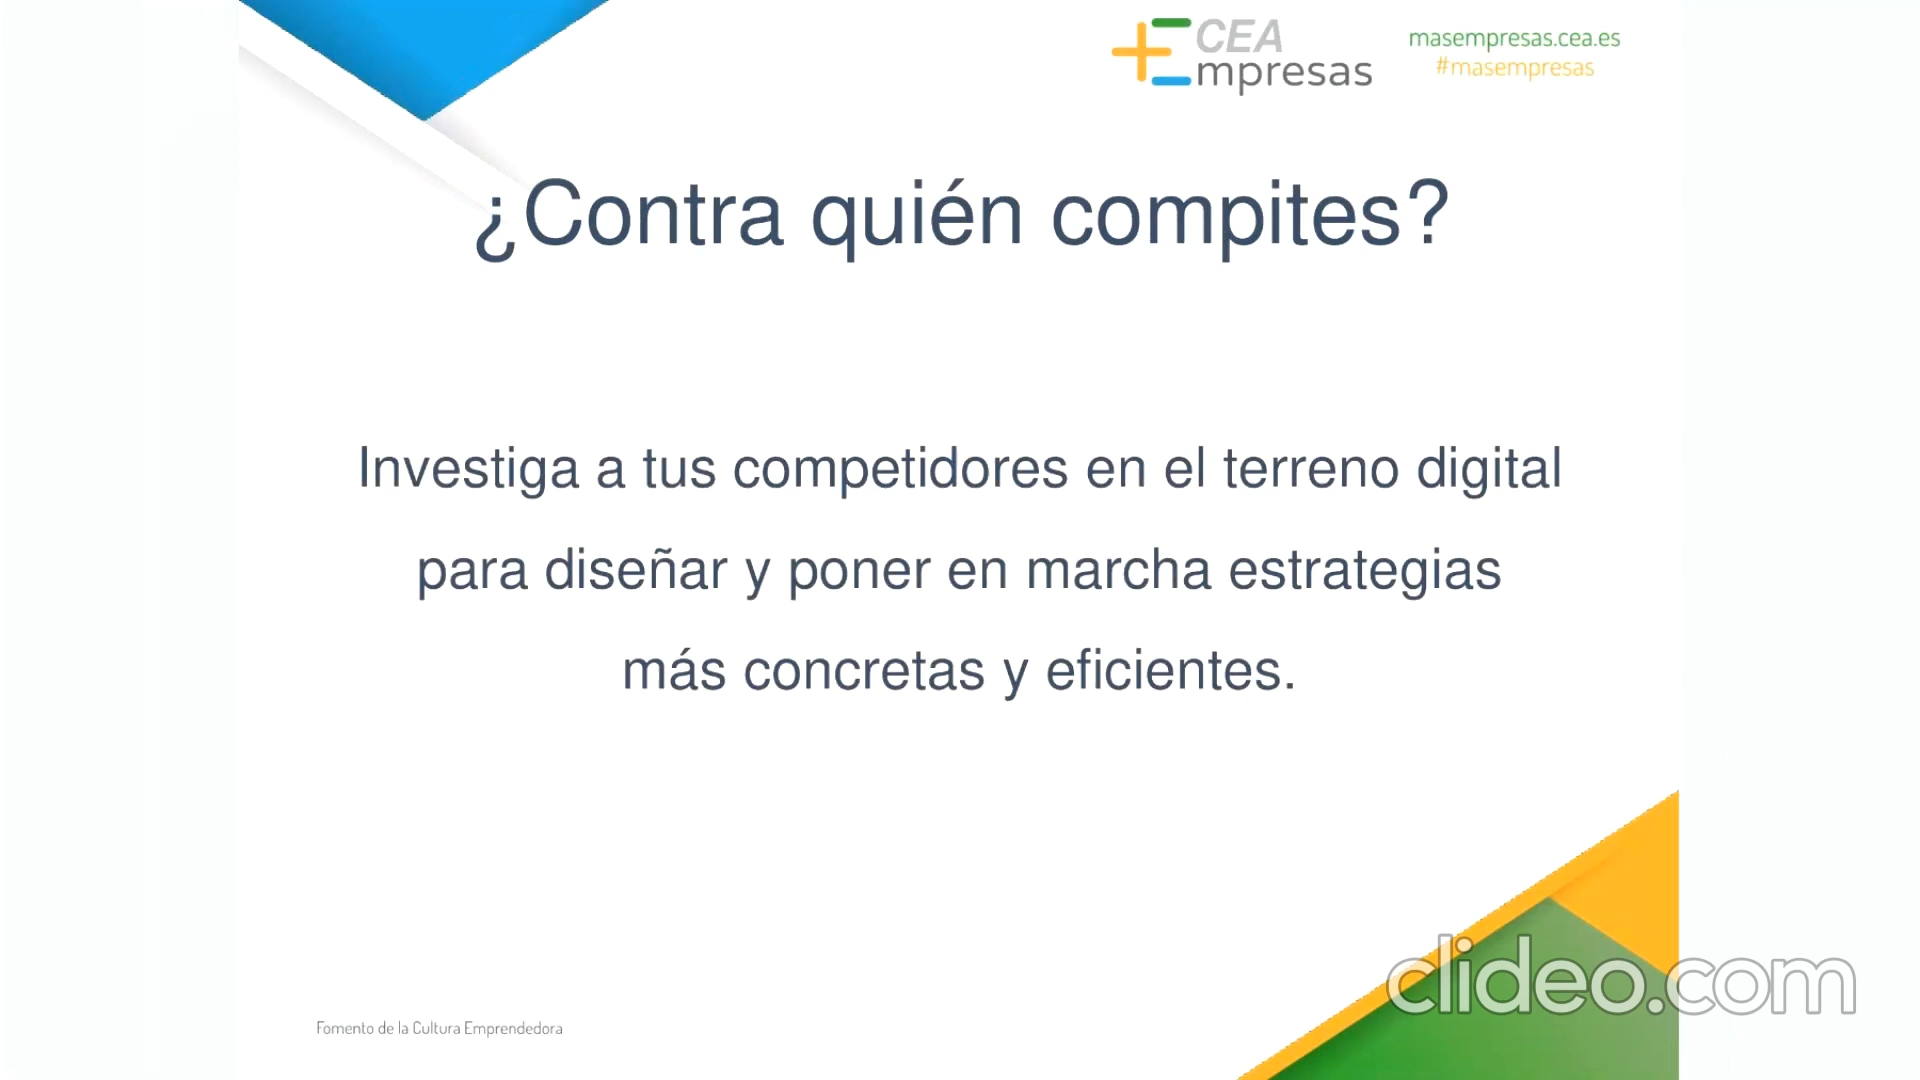 CEA
Empresas
masempresas.cea.es
#masempresas
¿Contra quién compites?
Investiga a tus competidores en el terreno digital
para diseñar y poner en marcha estrategias
más concretas y eficientes.
clideo.com
Fomento de la Cultura Emprendedora